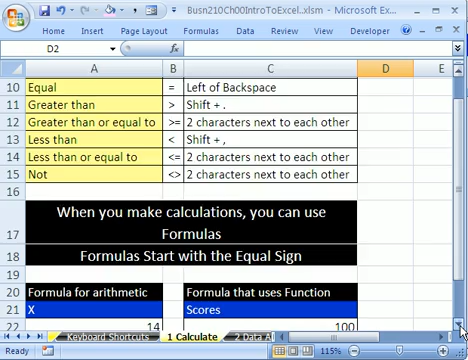 Busn210Ch00IntroToExcel..xlsm - Microsoft Ex...
Home Insert Page Layout Formulas Data Review View Developer
D2 fx
A B C D E
10 Equal = Left of Backspace
11 Greater than > Shift + .
12 Greater than or equal to >= 2 characters next to each other
13 Less than < Shift + ,
14 Less than or equal to <= 2 characters next to each other
15 Not <> 2 characters next to each other
16
When you make calculations, you can use
17 Formulas
18 Formulas Start with the Equal Sign
20 Formula for arithmetic Formula that uses Function
21 X Scores
22 14 100
Keyboard Shortcuts 1 Calculate 2 Data A
Ready 115%